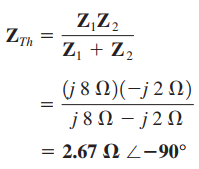 Z_Th = Z₁Z₂ / (Z₁ + Z₂)
= (j 8 Ω)(−j 2 Ω) / (j 8 Ω − j 2 Ω)
= 2.67 Ω ∠−90°